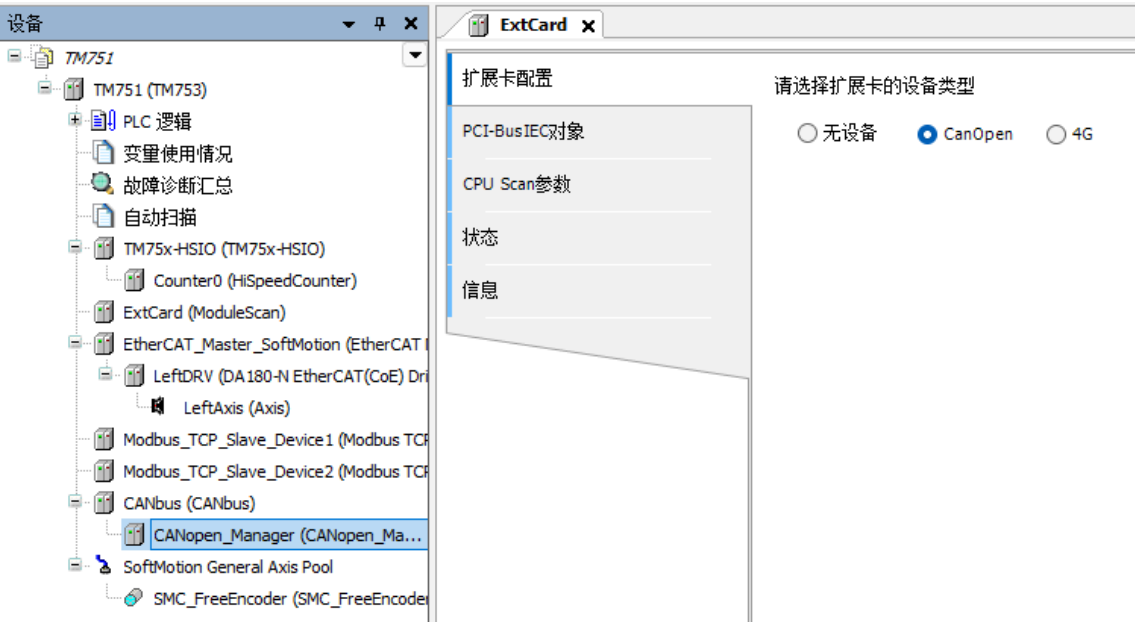 设备
TM751
TM751 (TM753)
PLC 逻辑
变量使用情况
故障诊断汇总
自动扫描
TM75x-HSIO (TM75x-HSIO)
Counter0 (HiSpeedCounter)
ExtCard (ModuleScan)
EtherCAT_Master_SoftMotion (EtherCAT
LeftDRV (DA180-N EtherCAT(CoE) Dri
LeftAxis (Axis)
Modbus_TCP_Slave_Device1 (Modbus TCP
Modbus_TCP_Slave_Device2 (Modbus TCP
CANbus (CANbus)
CANopen_Manager (CANopen_Ma...
SoftMotion General Axis Pool
SMC_FreeEncoder (SMC_FreeEncoder
ExtCard
扩展卡配置
PCI-BusIEC对象
CPU Scan参数
状态
信息
请选择扩展卡的设备类型
无设备 CanOpen 4G